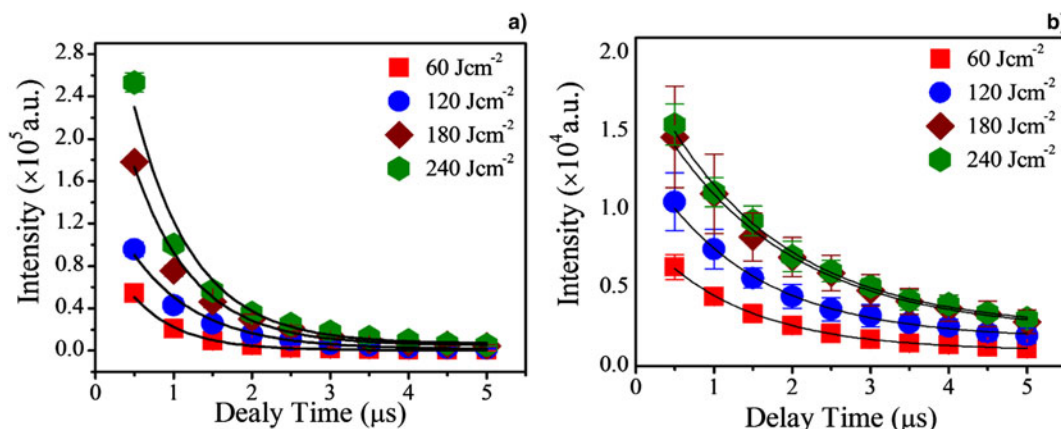 a)
Intensity (×10⁵a.u.)
2.8
2.4
2.0
1.6
1.2
0.8
0.4
0.0
60 Jcm⁻²
120 Jcm⁻²
180 Jcm⁻²
240 Jcm⁻²
0 1 2 3 4 5
Dealy Time (μs)
b)
Intensity (×10⁴a.u.)
2.0
1.5
1.0
0.5
0.0
60 Jcm⁻²
120 Jcm⁻²
180 Jcm⁻²
240 Jcm⁻²
0 1 2 3 4 5
Delay Time (μs)